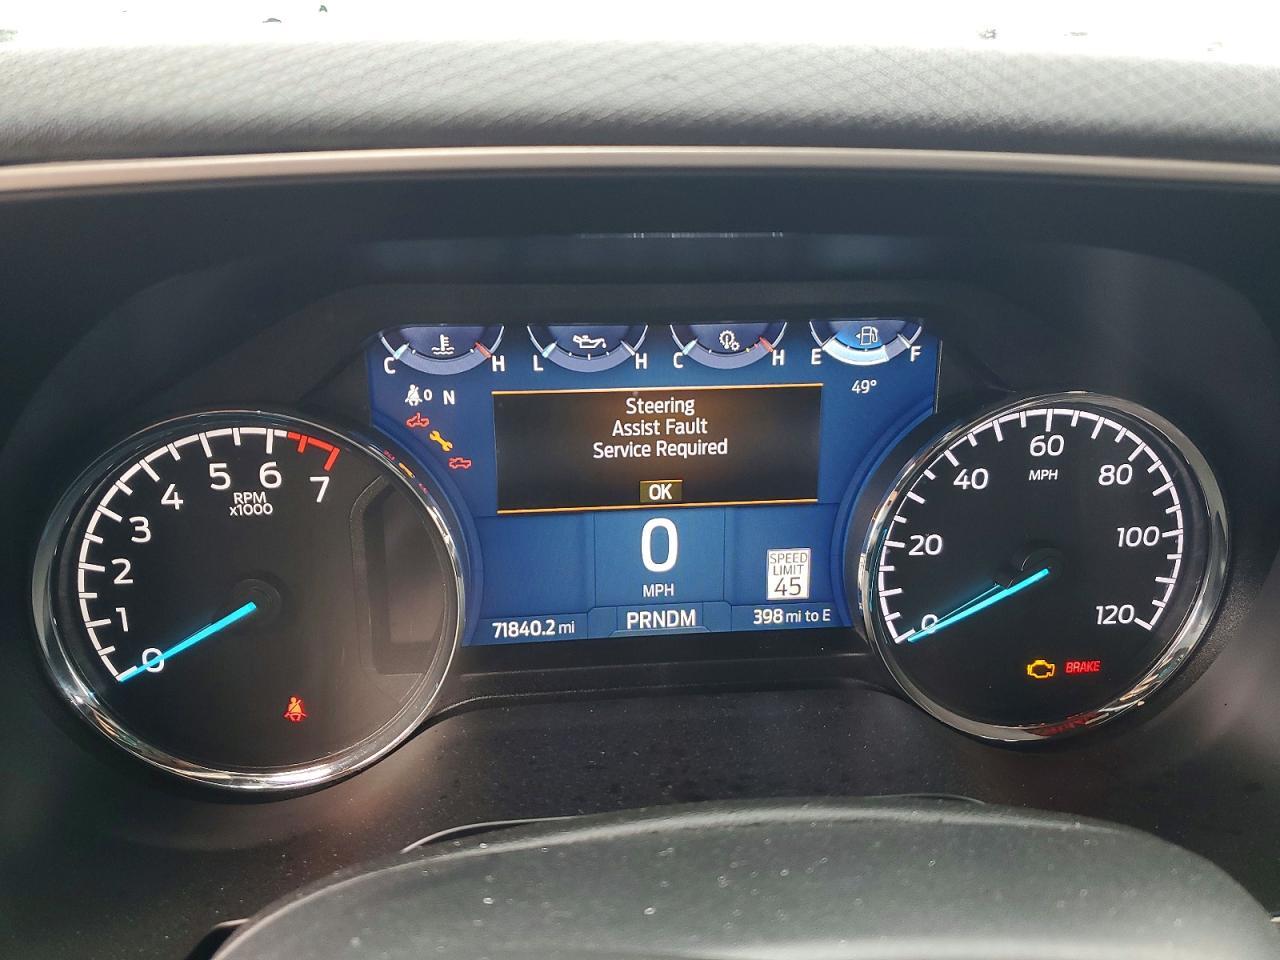 C H
L H
C H
E F
0 N
49°
Steering
Assist Fault
Service Required
OK
0
MPH
SPEED
LIMIT
45
71840.2 mi
PRNDM
398 mi to E
0
1
2
3
4
5
6
7
RPM
x1000
0
20
40
60
80
100
120
MPH
BRAKE